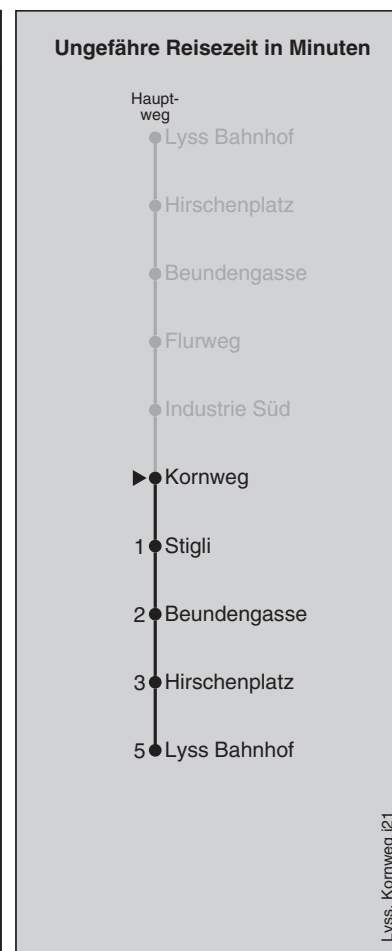 Ungefähre Reisezeit in Minuten
Haupt-
weg
Lyss Bahnhof
Hirschenplatz
Beundengasse
Flurweg
Industrie Süd
Kornweg
1 Stigli
2 Beundengasse
3 Hirschenplatz
5 Lyss Bahnhof
Lyss, Kornweg j21